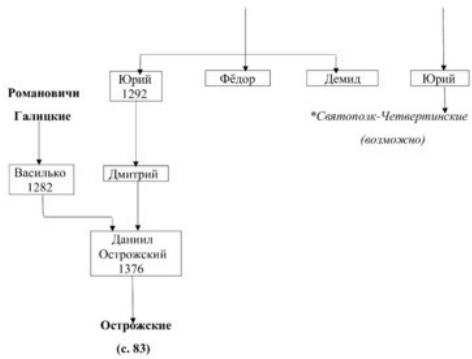 Юрий
1292
Фёдор
Демид
Юрий
Романовичи
Галицкие
*Святополк-Четвертинские
(возможно)
Василько
1282
Дмитрий
Даниил
Острожский
1376
Острожские
(с. 83)